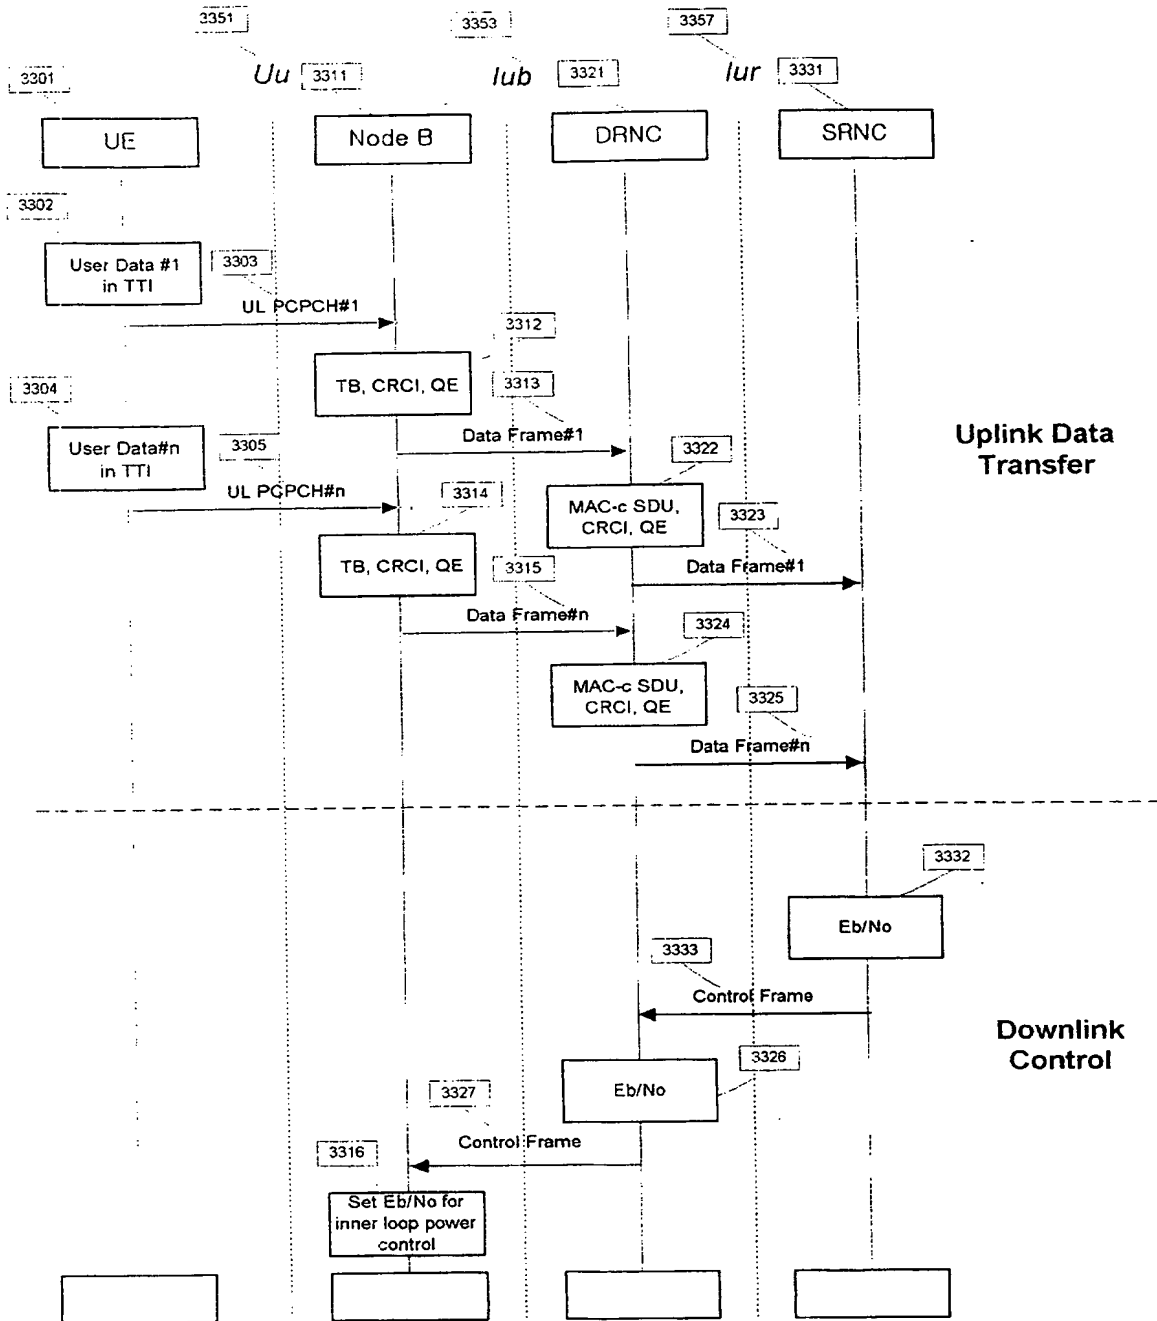 3351
3353
3357
3301
Uu
3311
Iub
3321
Iur
3331
UE
Node B
DRNC
SRNC
3302
User Data #1
in TTI
3303
UL PCPCH#1
3312
TB, CRCI, QE
3313
3304
Data Frame#1
User Data#n
in TTI
3305
3322
Uplink Data
Transfer
UL PCPCH#n
3314
MAC-c SDU,
CRCI, QE
3323
TB, CRCI, QE
3315
Data Frame#1
Data Frame#n
3324
MAC-c SDU,
CRCI, QE
3325
Data Frame#n
3332
Eb/No
3333
Control Frame
Downlink
Control
3326
Eb/No
3327
Control Frame
3316
Set Eb/No for
inner loop power
control